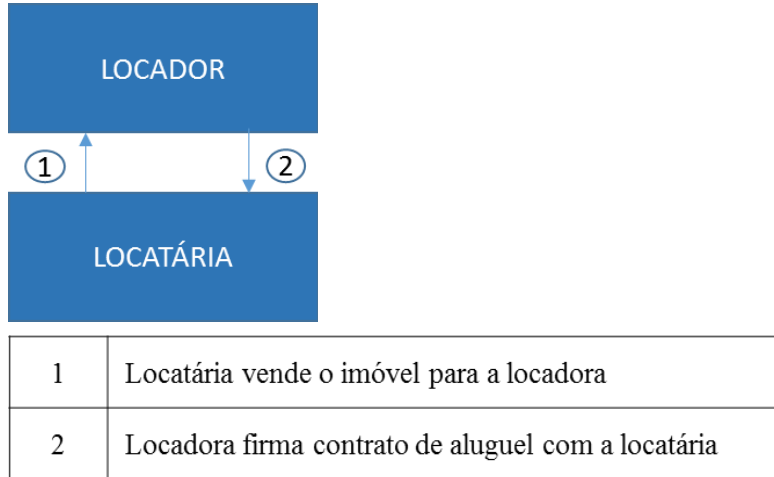 LOCADOR
1
2
LOCATÁRIA
1 Locatária vende o imóvel para a locadora
2 Locadora firma contrato de aluguel com a locatária